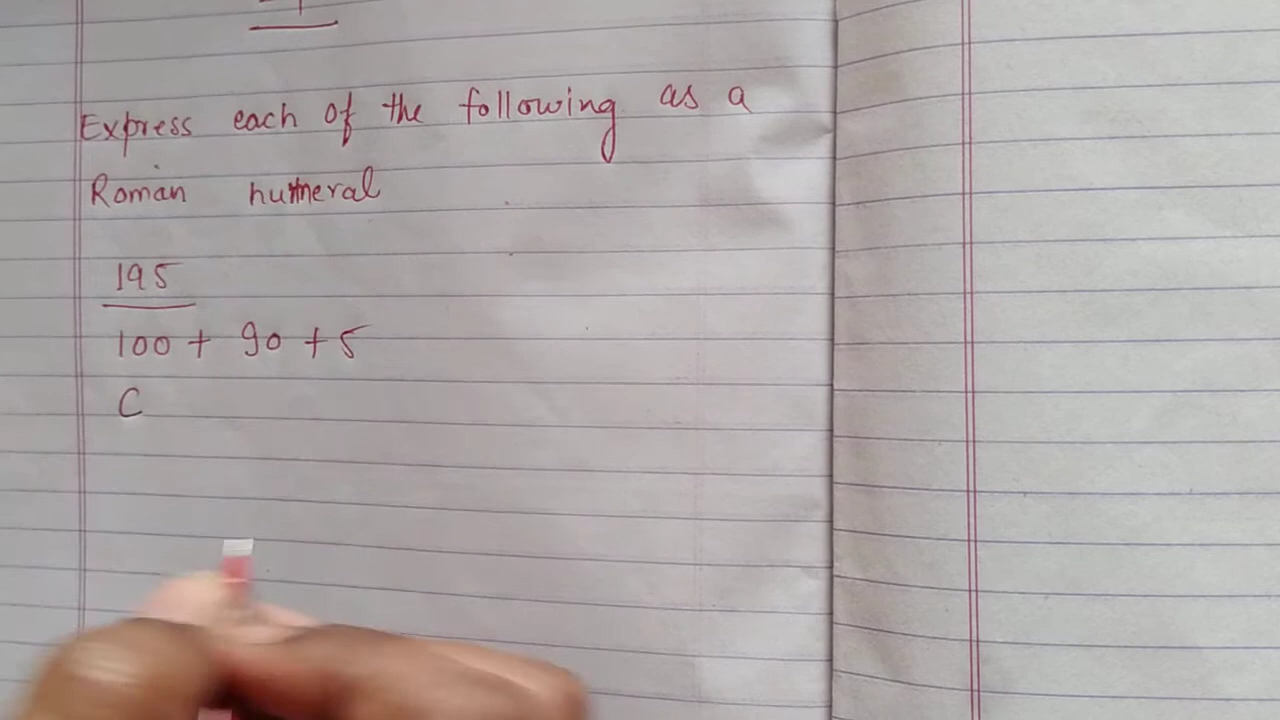 Express each of the following as a
Roman numeral
195
100 + 90 + 5
C